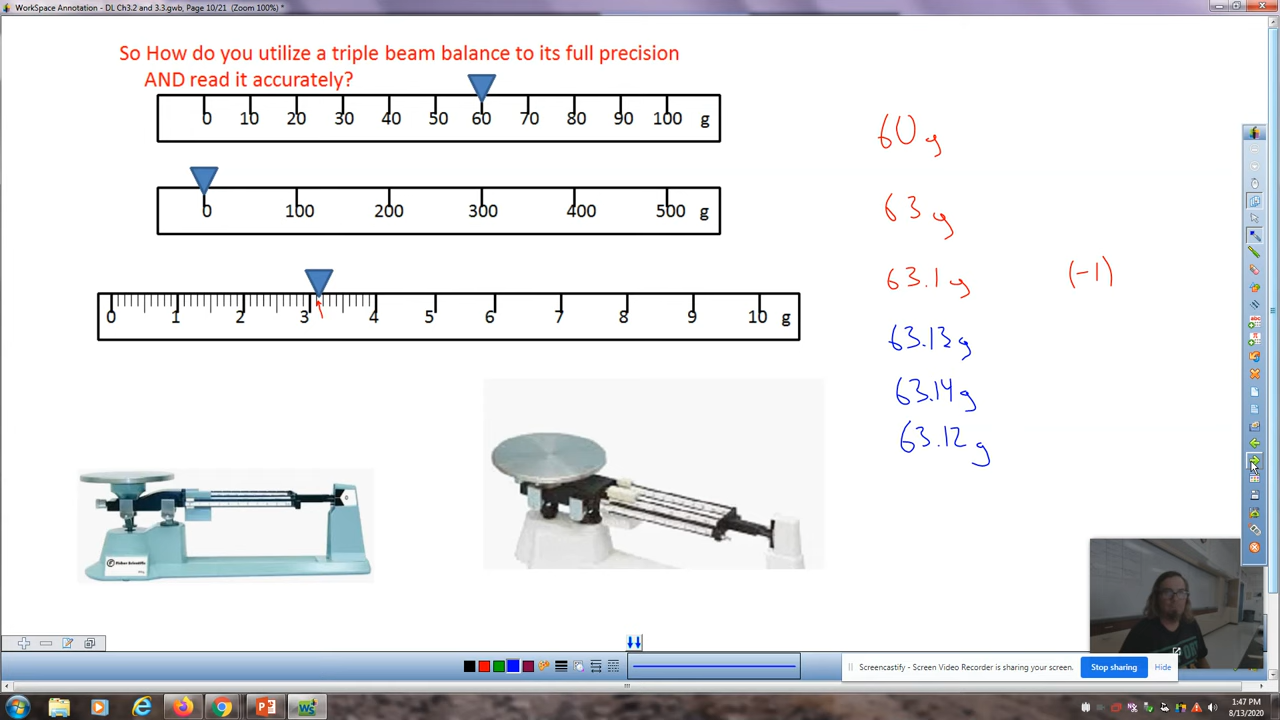 WorkSpace Annotation - DL Ch3.2 and 3.3.gwb, Page 10/21 (Zoom 100%) *
So How do you utilize a triple beam balance to its full precision
AND read it accurately?
0 10 20 30 40 50 60 70 80 90 100 g
60 g
0 100 200 300 400 500 g
63 g
63.1 g (-1)
0 1 2 3 4 5 6 7 8 9 10 g
63.13 g
63.14 g
63.12 g
Fisher Scientific
Screencastify - Screen Video Recorder is sharing your screen. Stop sharing Hide
1:47 PM
8/13/2020